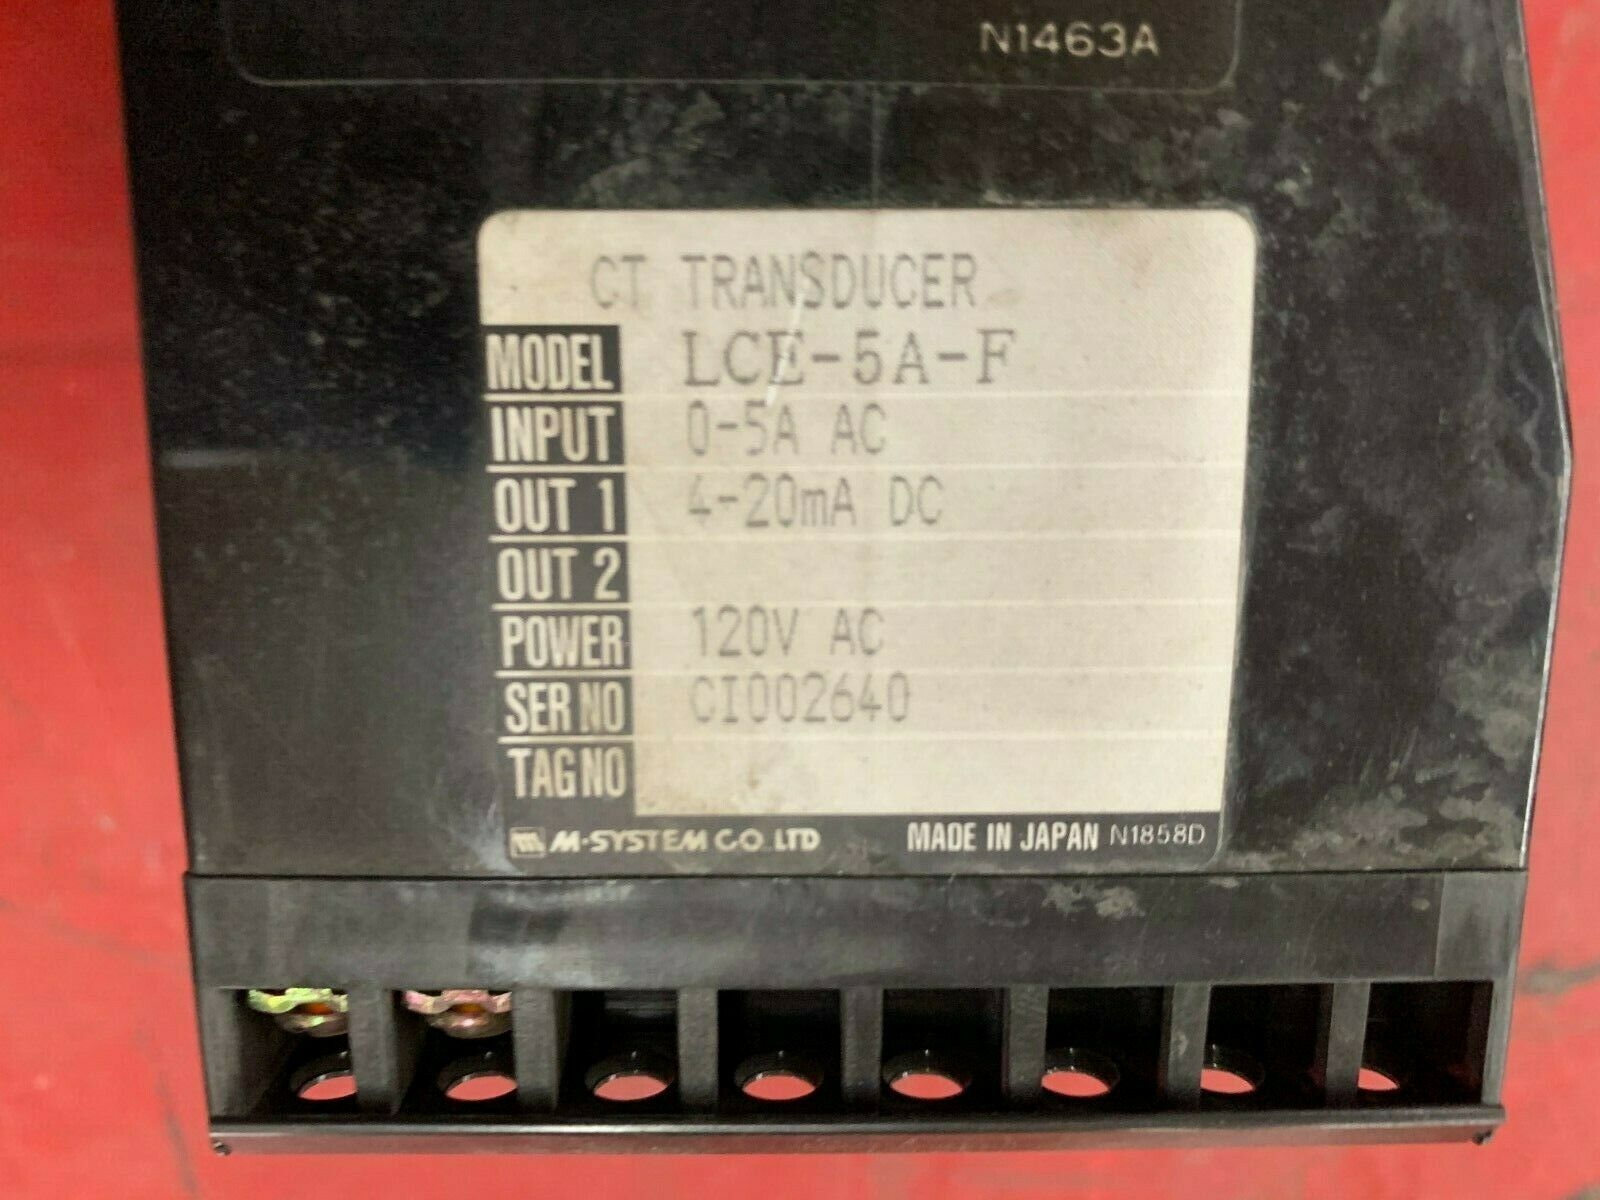 N1463A
CT TRANSDUCER
MODEL LCE-5A-F
INPUT 0-5A AC
OUT 1 4-20mA DC
OUT 2
POWER 120V AC
SER NO CI002640
TAG NO
M-SYSTEM CO.,LTD MADE IN JAPAN N1858D